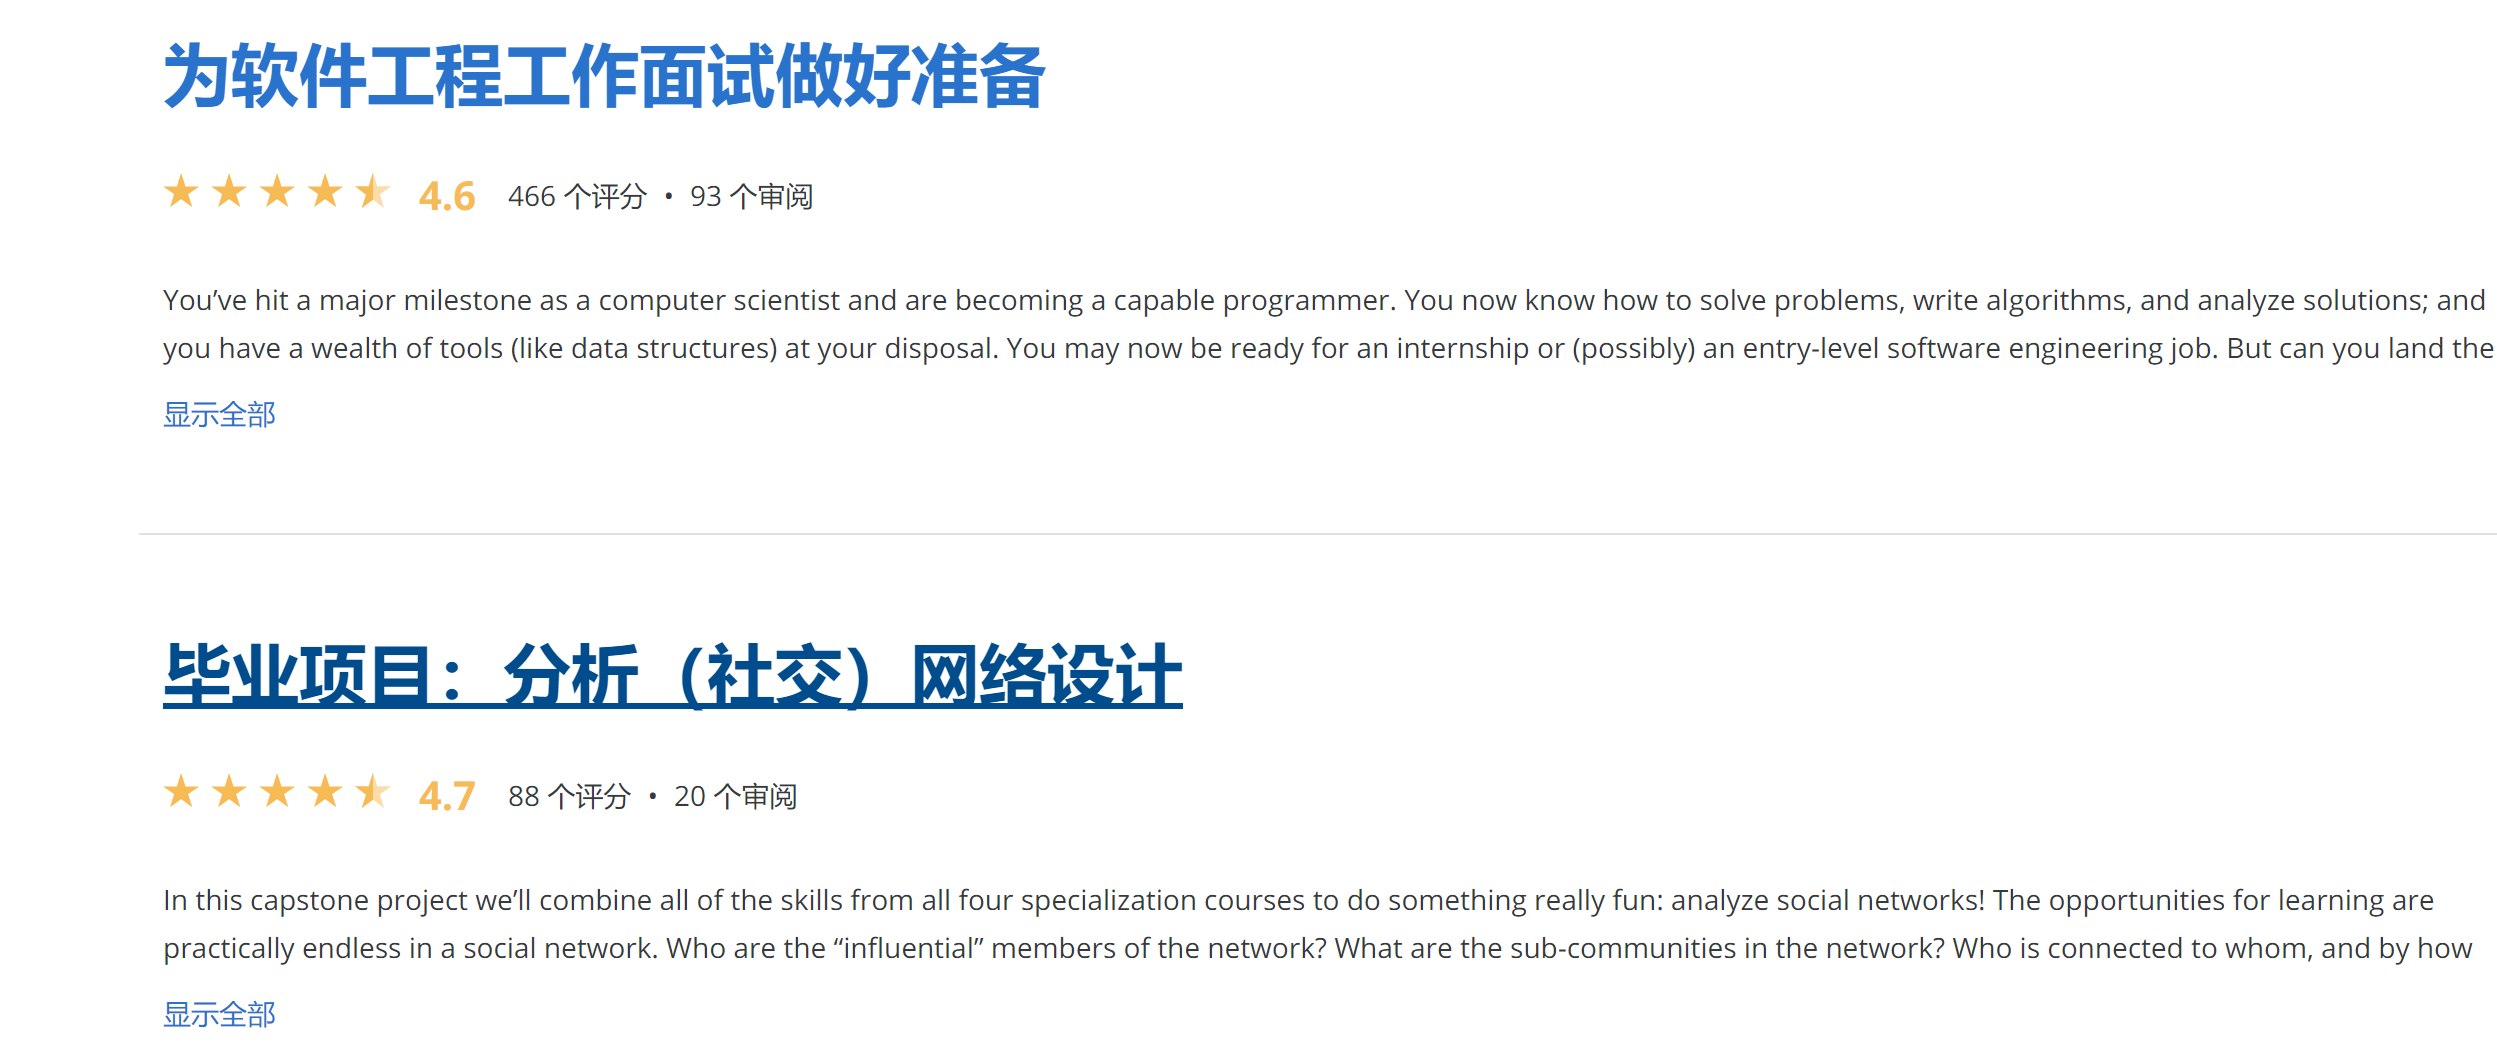 为软件工程工作面试做好准备
4.6 466 个评分 • 93 个审阅
You’ve hit a major milestone as a computer scientist and are becoming a capable programmer. You now know how to solve problems, write algorithms, and analyze solutions; and
you have a wealth of tools (like data structures) at your disposal. You may now be ready for an internship or (possibly) an entry-level software engineering job. But can you land the
显示全部
毕业项目：分析（社交）网络设计
4.7 88 个评分 • 20 个审阅
In this capstone project we’ll combine all of the skills from all four specialization courses to do something really fun: analyze social networks! The opportunities for learning are
practically endless in a social network. Who are the “influential” members of the network? What are the sub-communities in the network? Who is connected to whom, and by how
显示全部